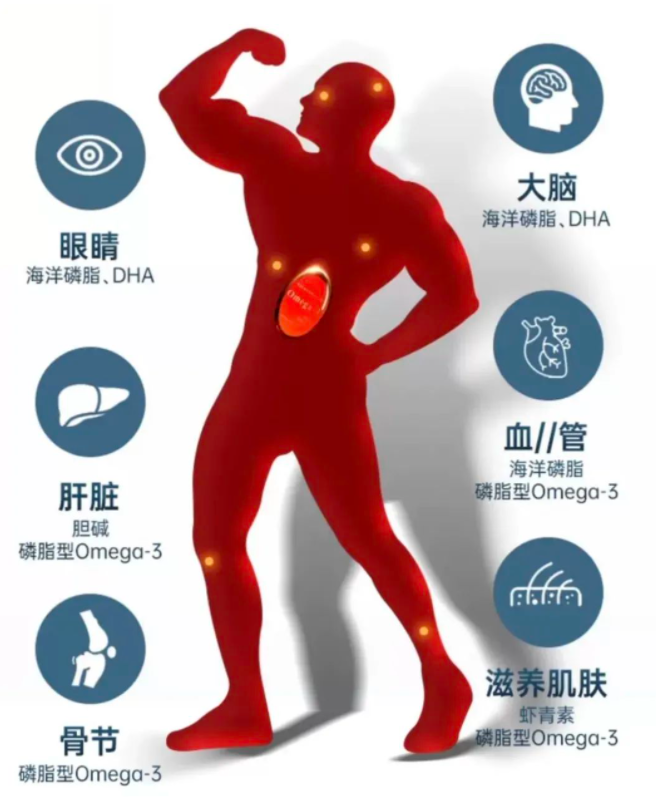 眼睛
海洋磷脂、DHA
肝脏
胆碱
磷脂型Omega-3
骨节
磷脂型Omega-3
大脑
海洋磷脂、DHA
血//管
海洋磷脂
磷脂型Omega-3
滋养肌肤
虾青素
磷脂型Omega-3